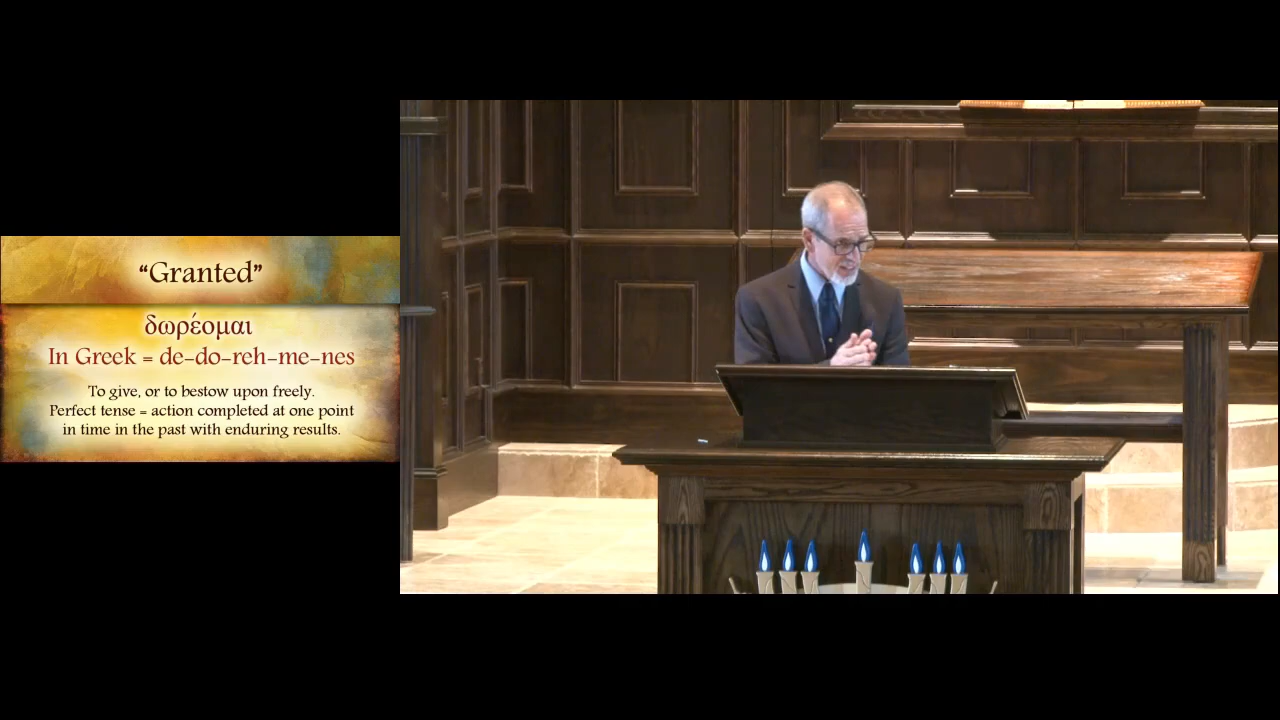 “Granted”
δωρέομαι
In Greek = de-do-reh-me-nes
To give, or to bestow upon freely.
Perfect tense = action completed at one point
in time in the past with enduring results.